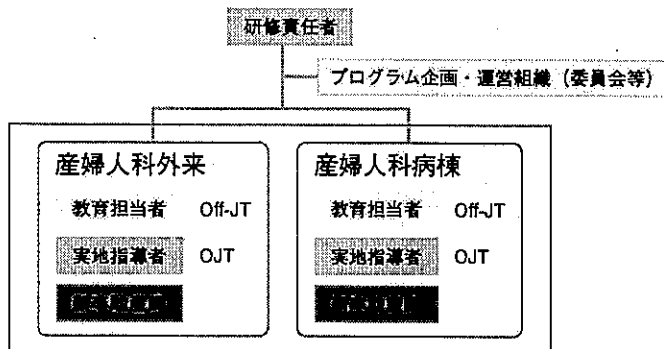 研修責任者
プログラム企画・運営組織（委員会等）
産婦人科外来
教育担当者 Off-JT
実地指導者 OJT
産婦人科病棟
教育担当者 Off-JT
実地指導者 OJT